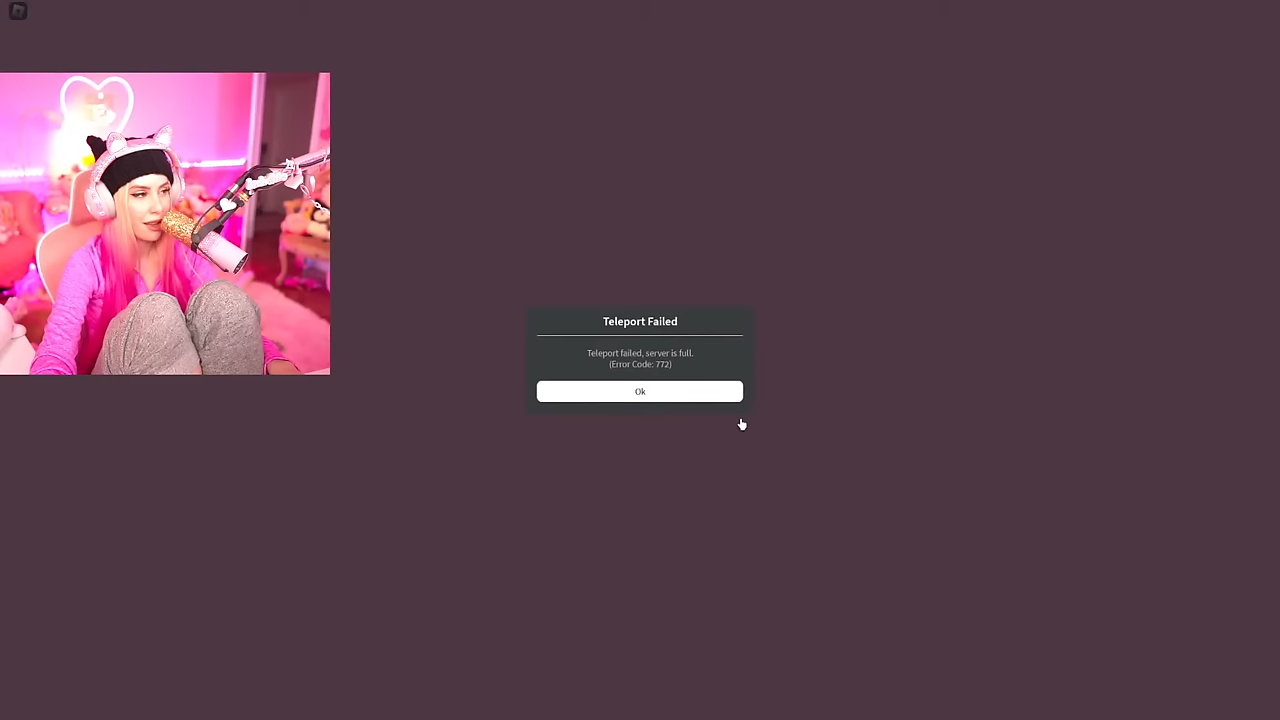 Teleport Failed
Teleport failed, server is full.
(Error Code: 772)
Ok